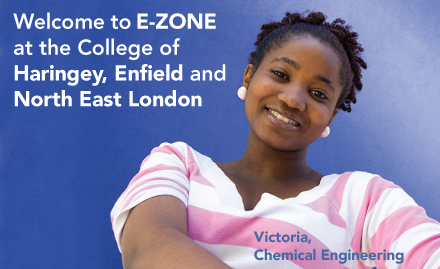 Welcome to E-ZONE
at the College of
Haringey, Enfield and
North East London
Victoria,
Chemical Engineering